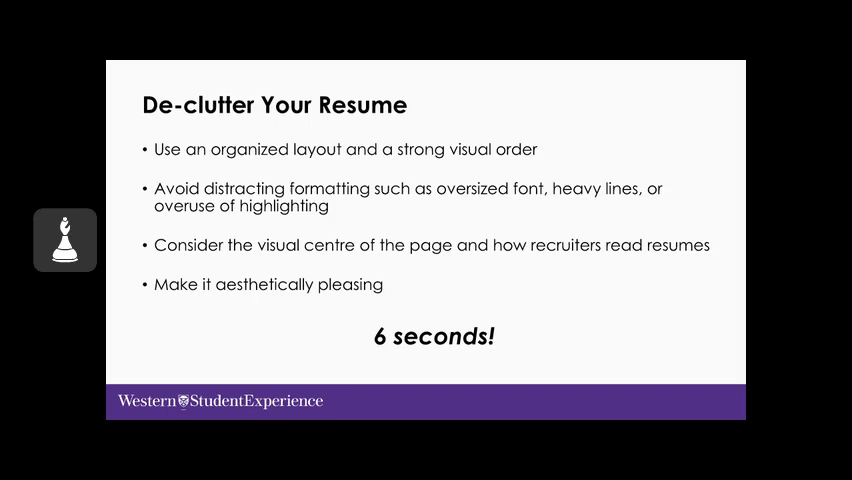 De-clutter Your Resume
• Use an organized layout and a strong visual order
• Avoid distracting formatting such as oversized font, heavy lines, or
overuse of highlighting
• Consider the visual centre of the page and how recruiters read resumes
• Make it aesthetically pleasing
6 seconds!
Western StudentExperience